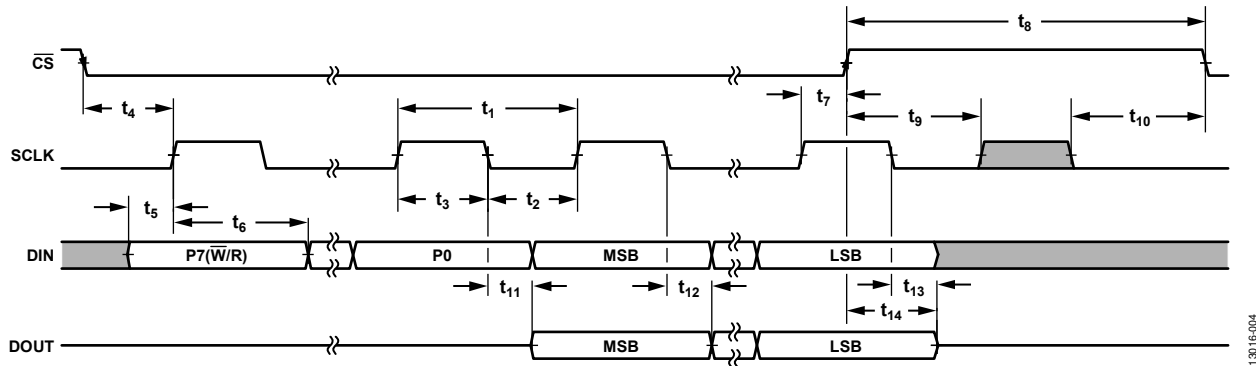 t8
CS
t4
t1
t7
t9
t10
SCLK
t5
t6
t3
t2
DIN
P7(W/R)
P0
MSB
LSB
t11
t12
t13
t14
DOUT
MSB
LSB
13016-004